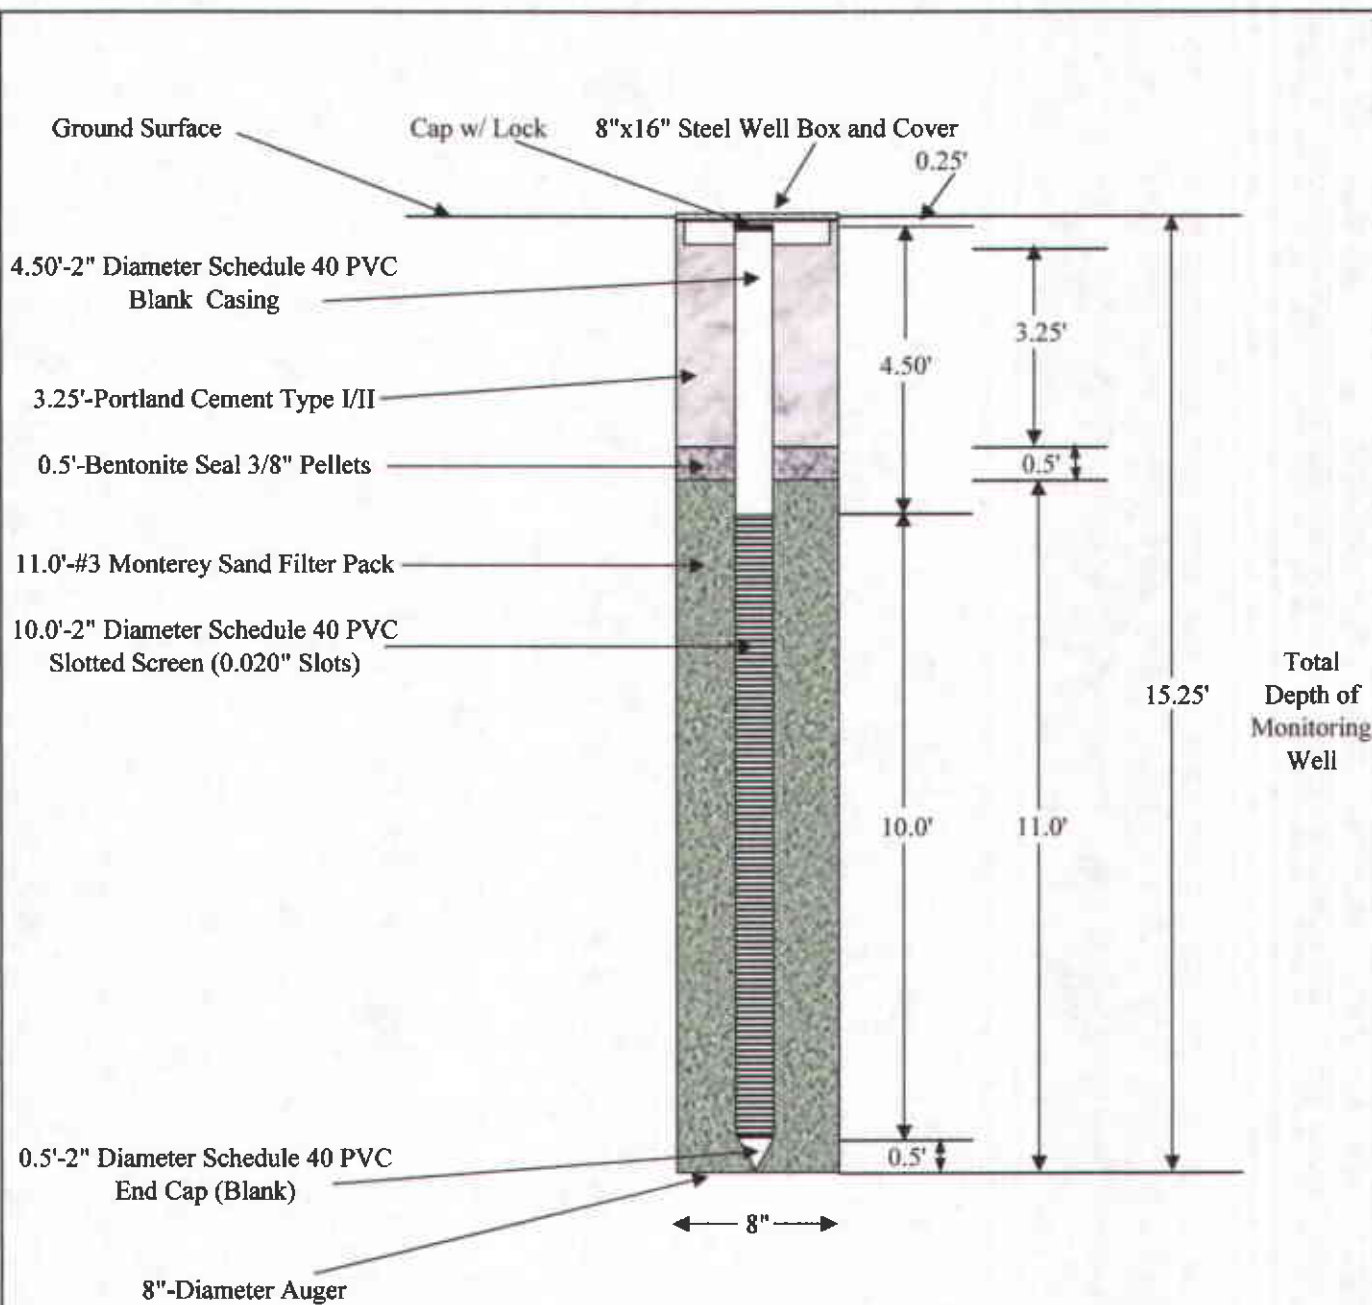 Ground Surface
Cap w/ Lock
8"x16" Steel Well Box and Cover
0.25'
4.50'-2" Diameter Schedule 40 PVC
Blank Casing
3.25'
4.50'
3.25'-Portland Cement Type I/II
0.5'-Bentonite Seal 3/8" Pellets
0.5'
11.0'-#3 Monterey Sand Filter Pack
10.0'-2" Diameter Schedule 40 PVC
Slotted Screen (0.020" Slots)
15.25'
Total
Depth of
Monitoring
Well
10.0'
11.0'
0.5'-2" Diameter Schedule 40 PVC
End Cap (Blank)
0.5'
8"
8"-Diameter Auger